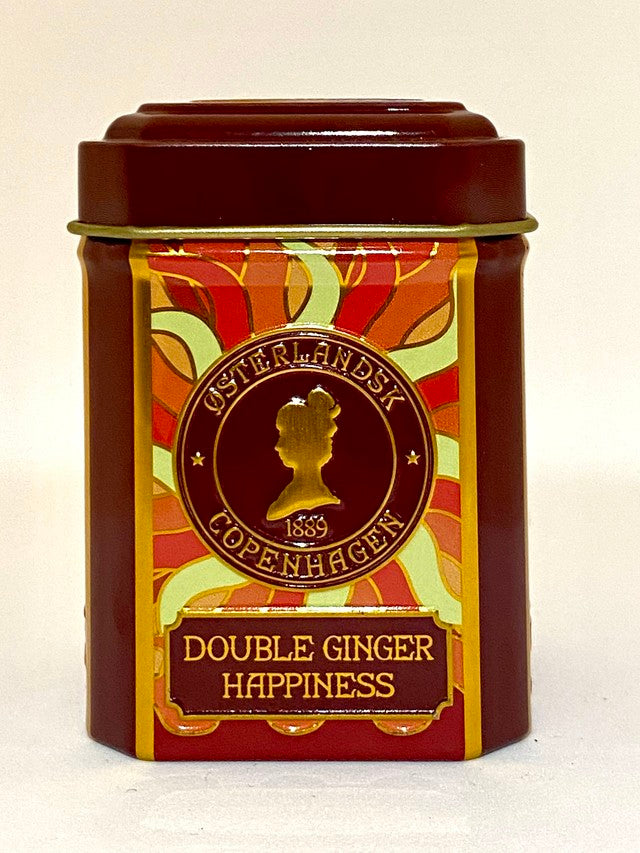 ØSTERLANDSK
1889
COPENHAGEN
DOUBLE GINGER
HAPPINESS